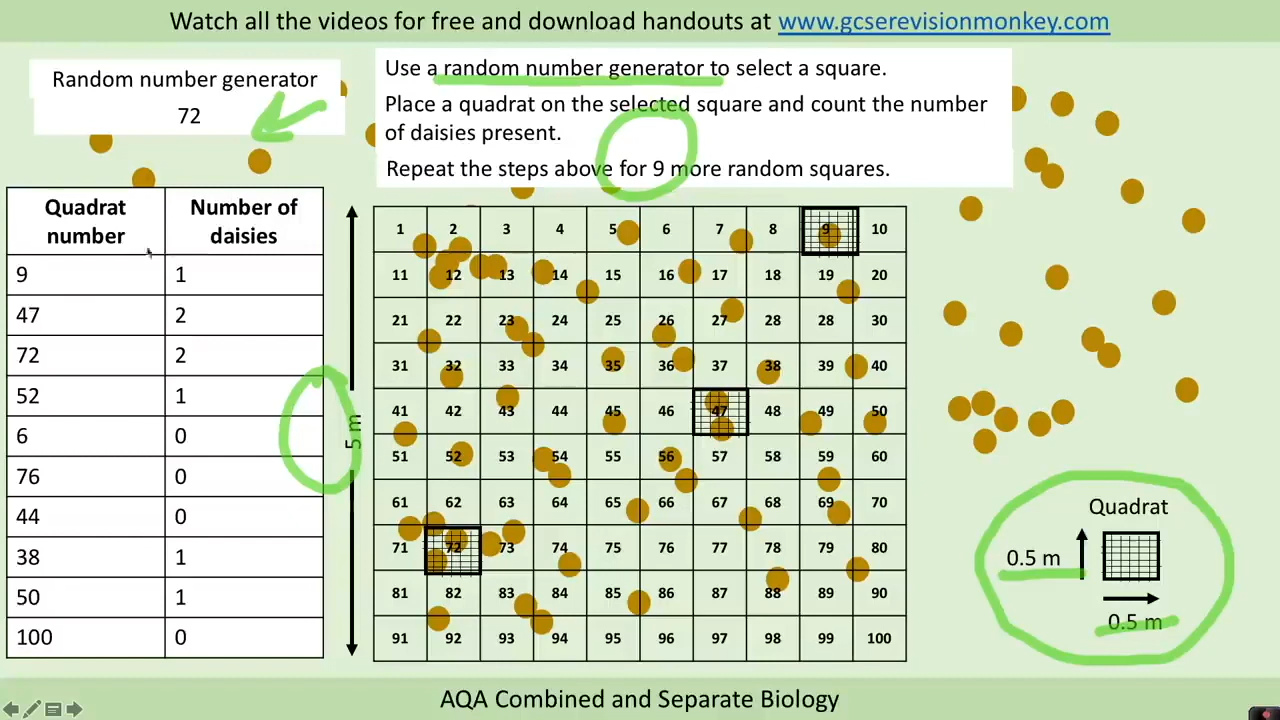 Watch all the videos for free and download handouts at www.gcserevisionmonkey.com
Random number generator
72
Use a random number generator to select a square.
Place a quadrat on the selected square and count the number
of daisies present.
Repeat the steps above for 9 more random squares.
Quadrat number Number of daisies
9 1
47 2
72 2
52 1
6 0
76 0
44 0
38 1
50 1
100 0
5 m
1 2 3 4 5 6 7 8 9 10
11 12 13 14 15 16 17 18 19 20
21 22 23 24 25 26 27 28 28 30
31 32 33 34 35 36 37 38 39 40
41 42 43 44 45 46 47 48 49 50
51 52 53 54 55 56 57 58 59 60
61 62 63 64 65 66 67 68 69 70
71 72 73 74 75 76 77 78 79 80
81 82 83 84 85 86 87 88 89 90
91 92 93 94 95 96 97 98 99 100
Quadrat
0.5 m
0.5 m
AQA Combined and Separate Biology